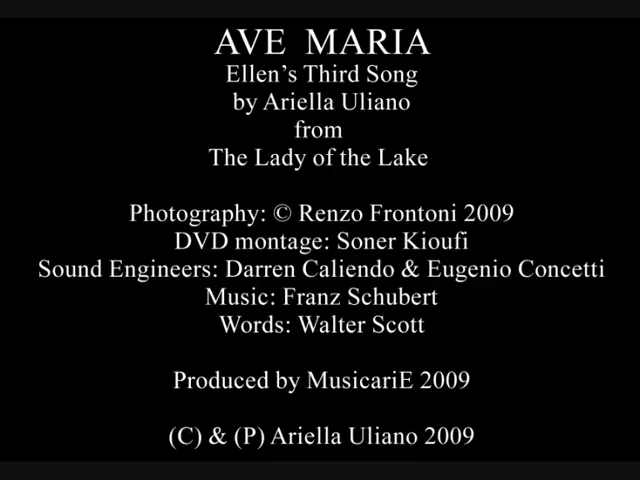 AVE MARIA
Ellen's Third Song
by Ariella Uliano
from
The Lady of the Lake
Photography: © Renzo Frontoni 2009
DVD montage: Soner Kioufi
Sound Engineers: Darren Caliendo & Eugenio Concetti
Music: Franz Schubert
Words: Walter Scott
Produced by MusicariE 2009
(C) & (P) Ariella Uliano 2009